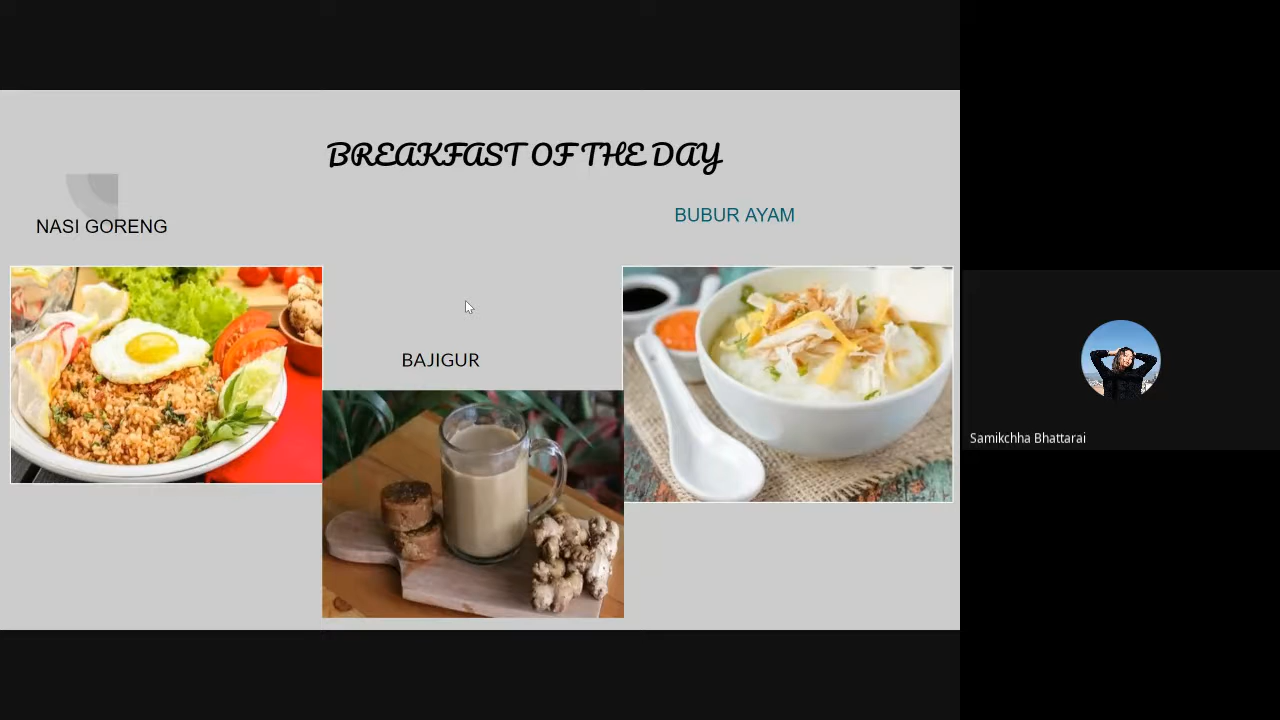 BREAKFAST OF THE DAY
NASI GORENG
BUBUR AYAM
BAJIGUR
Samikchha Bhattarai